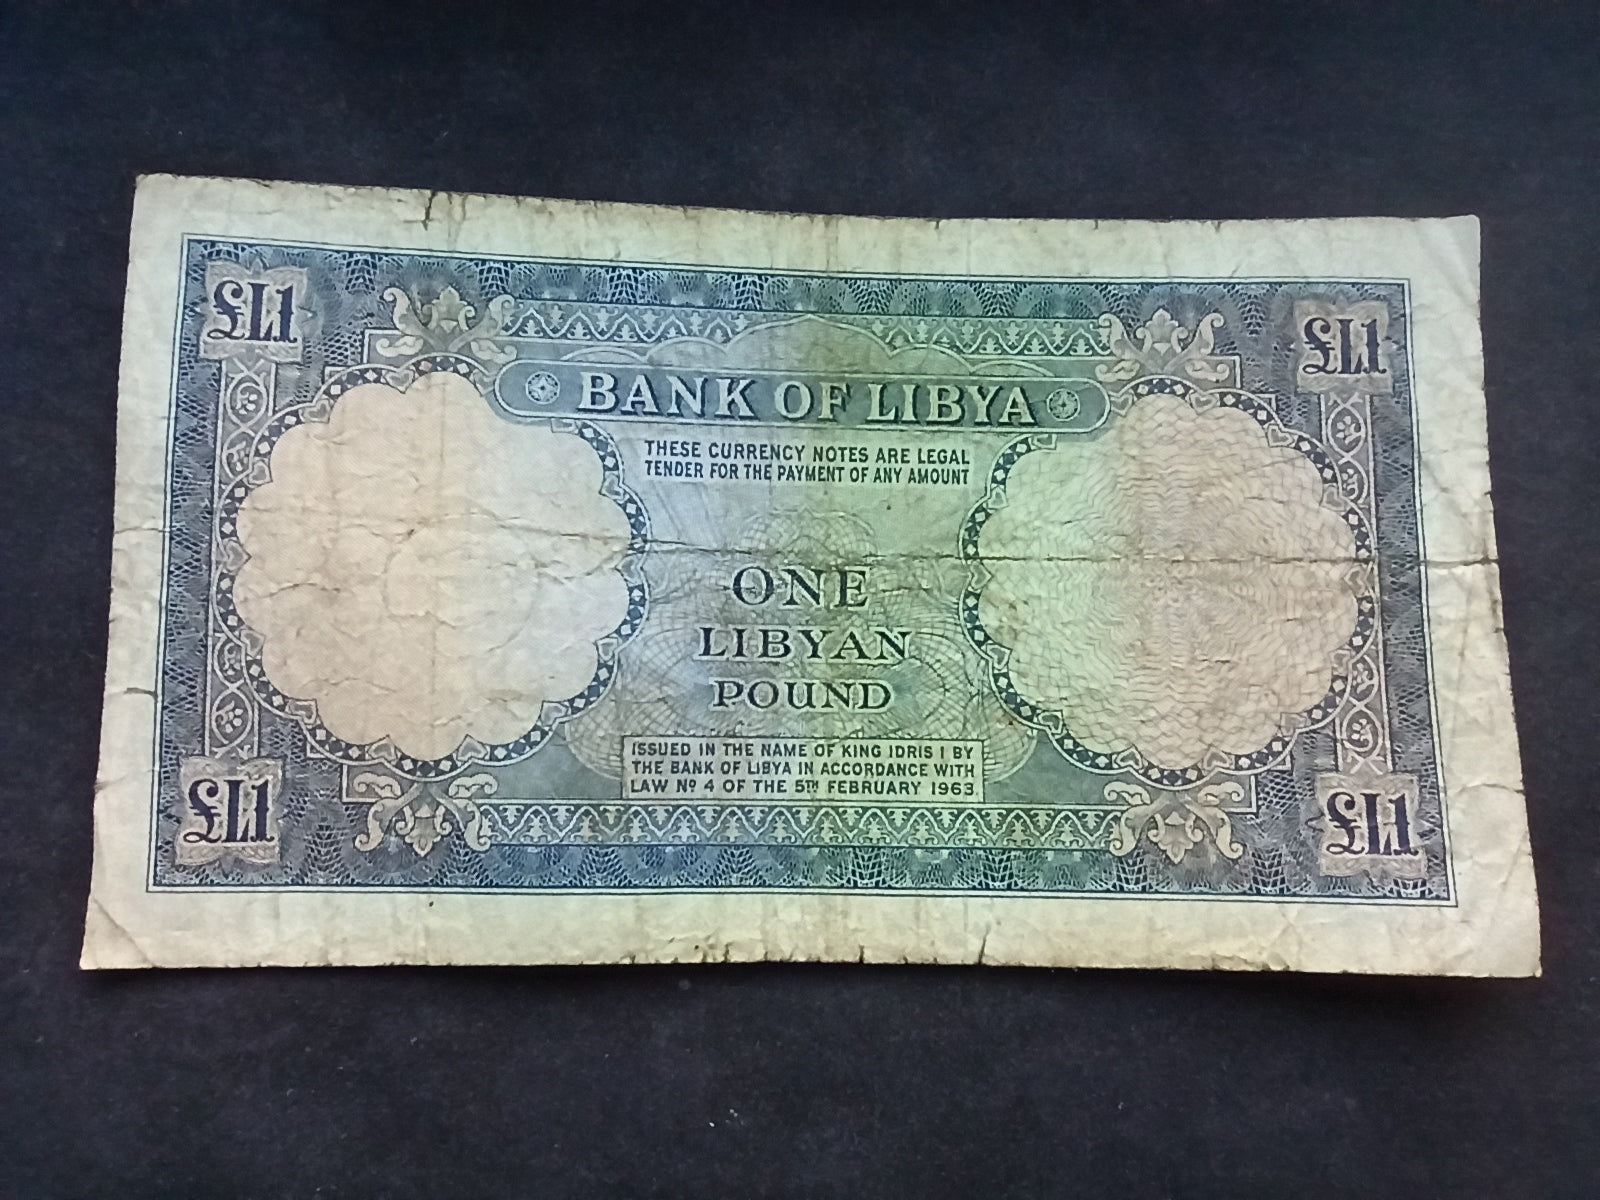 £L1
£L1
BANK OF LIBYA
THESE CURRENCY NOTES ARE LEGAL
TENDER FOR THE PAYMENT OF ANY AMOUNT
ONE
LIBYAN
POUND
ISSUED IN THE NAME OF KING IDRIS I BY
THE BANK OF LIBYA IN ACCORDANCE WITH
LAW Nº 4 OF THE 5TH FEBRUARY 1963
£L1
£L1